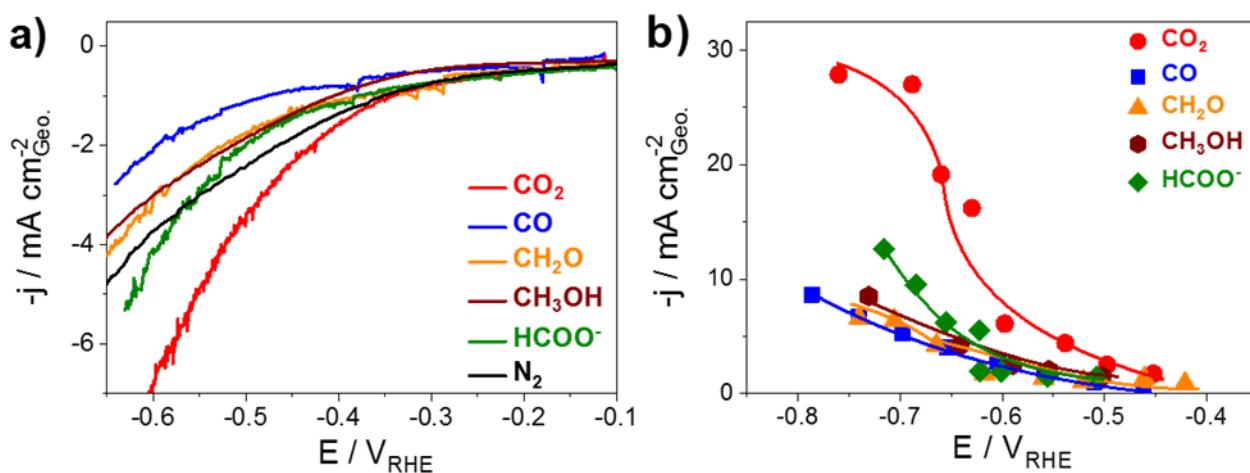 a)
0
-2
-4
-6
-j / mA cm⁻²Geo.
CO₂
CO
CH₂O
CH₃OH
HCOO⁻
N₂
-0.6 -0.5 -0.4 -0.3 -0.2 -0.1
E / VRHE
b)
30
20
10
0
-j / mA cm⁻²Geo.
CO₂
CO
CH₂O
CH₃OH
HCOO⁻
-0.8 -0.7 -0.6 -0.5 -0.4
E / VRHE